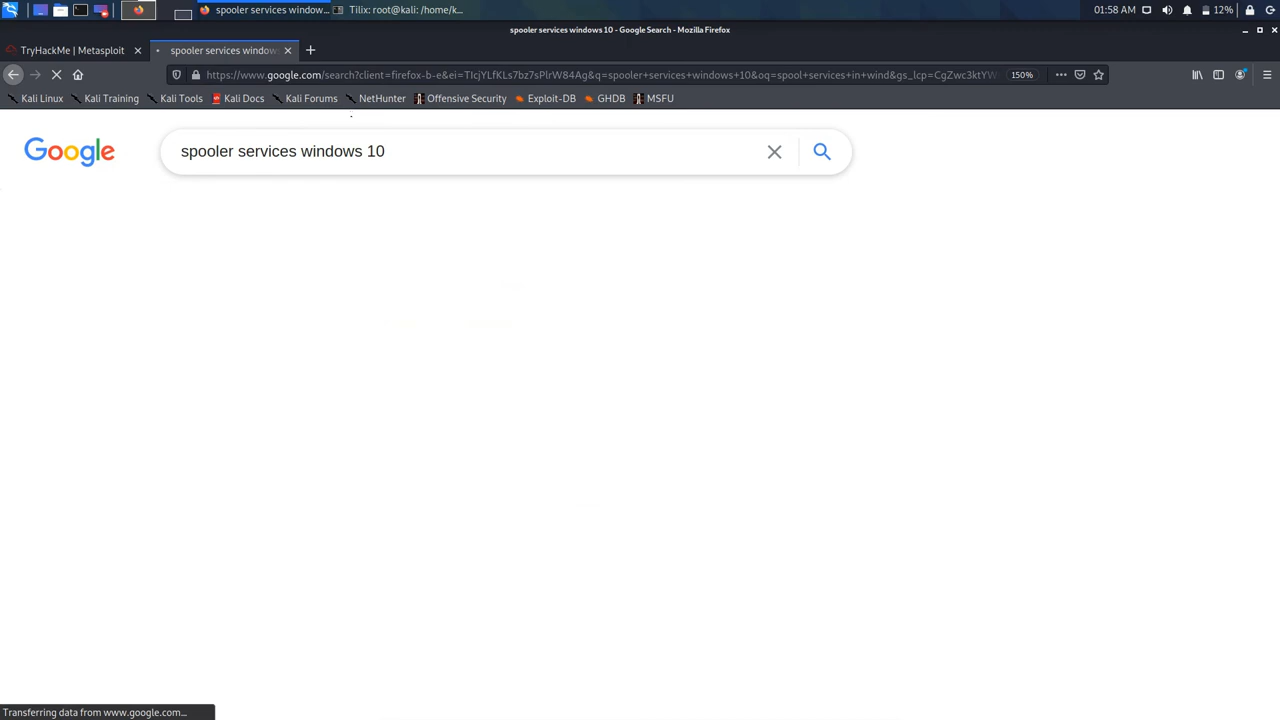 spooler services window...
Tilix: root@kali: /home/k...
01:58 AM
12%
spooler services windows 10 - Google Search - Mozilla Firefox
TryHackMe | Metasploit
spooler services window
https://www.google.com/search?client=firefox-b-e&ei=TIcjYLfKLs7bz7sPlrW84Ag&q=spooler+services+windows+10&oq=spool+services+in+wind&gs_lcp=CgZwc3ktYW
150%
Kali Linux
Kali Training
Kali Tools
Kali Docs
Kali Forums
NetHunter
Offensive Security
Exploit-DB
GHDB
MSFU
Google
spooler services windows 10
Transferring data from www.google.com...